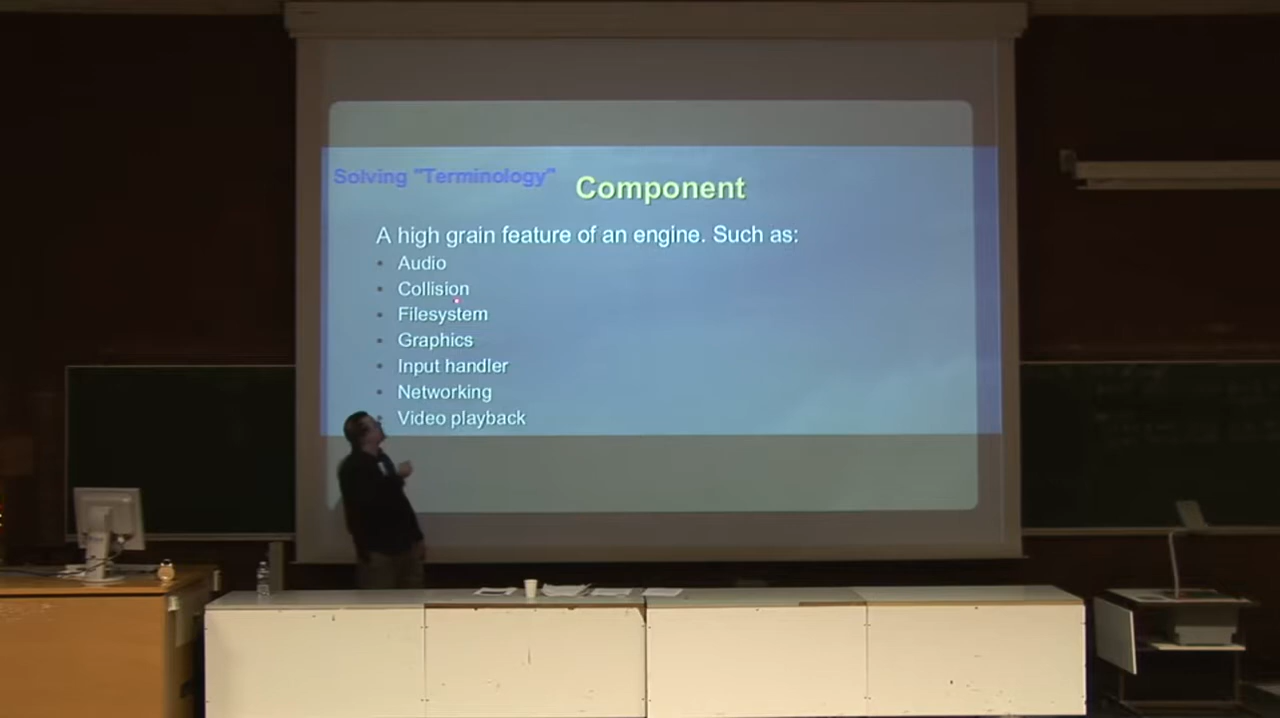 Solving "Terminology"
Component
A high grain feature of an engine. Such as:
• Audio
• Collision
• Filesystem
• Graphics
• Input handler
• Networking
• Video playback